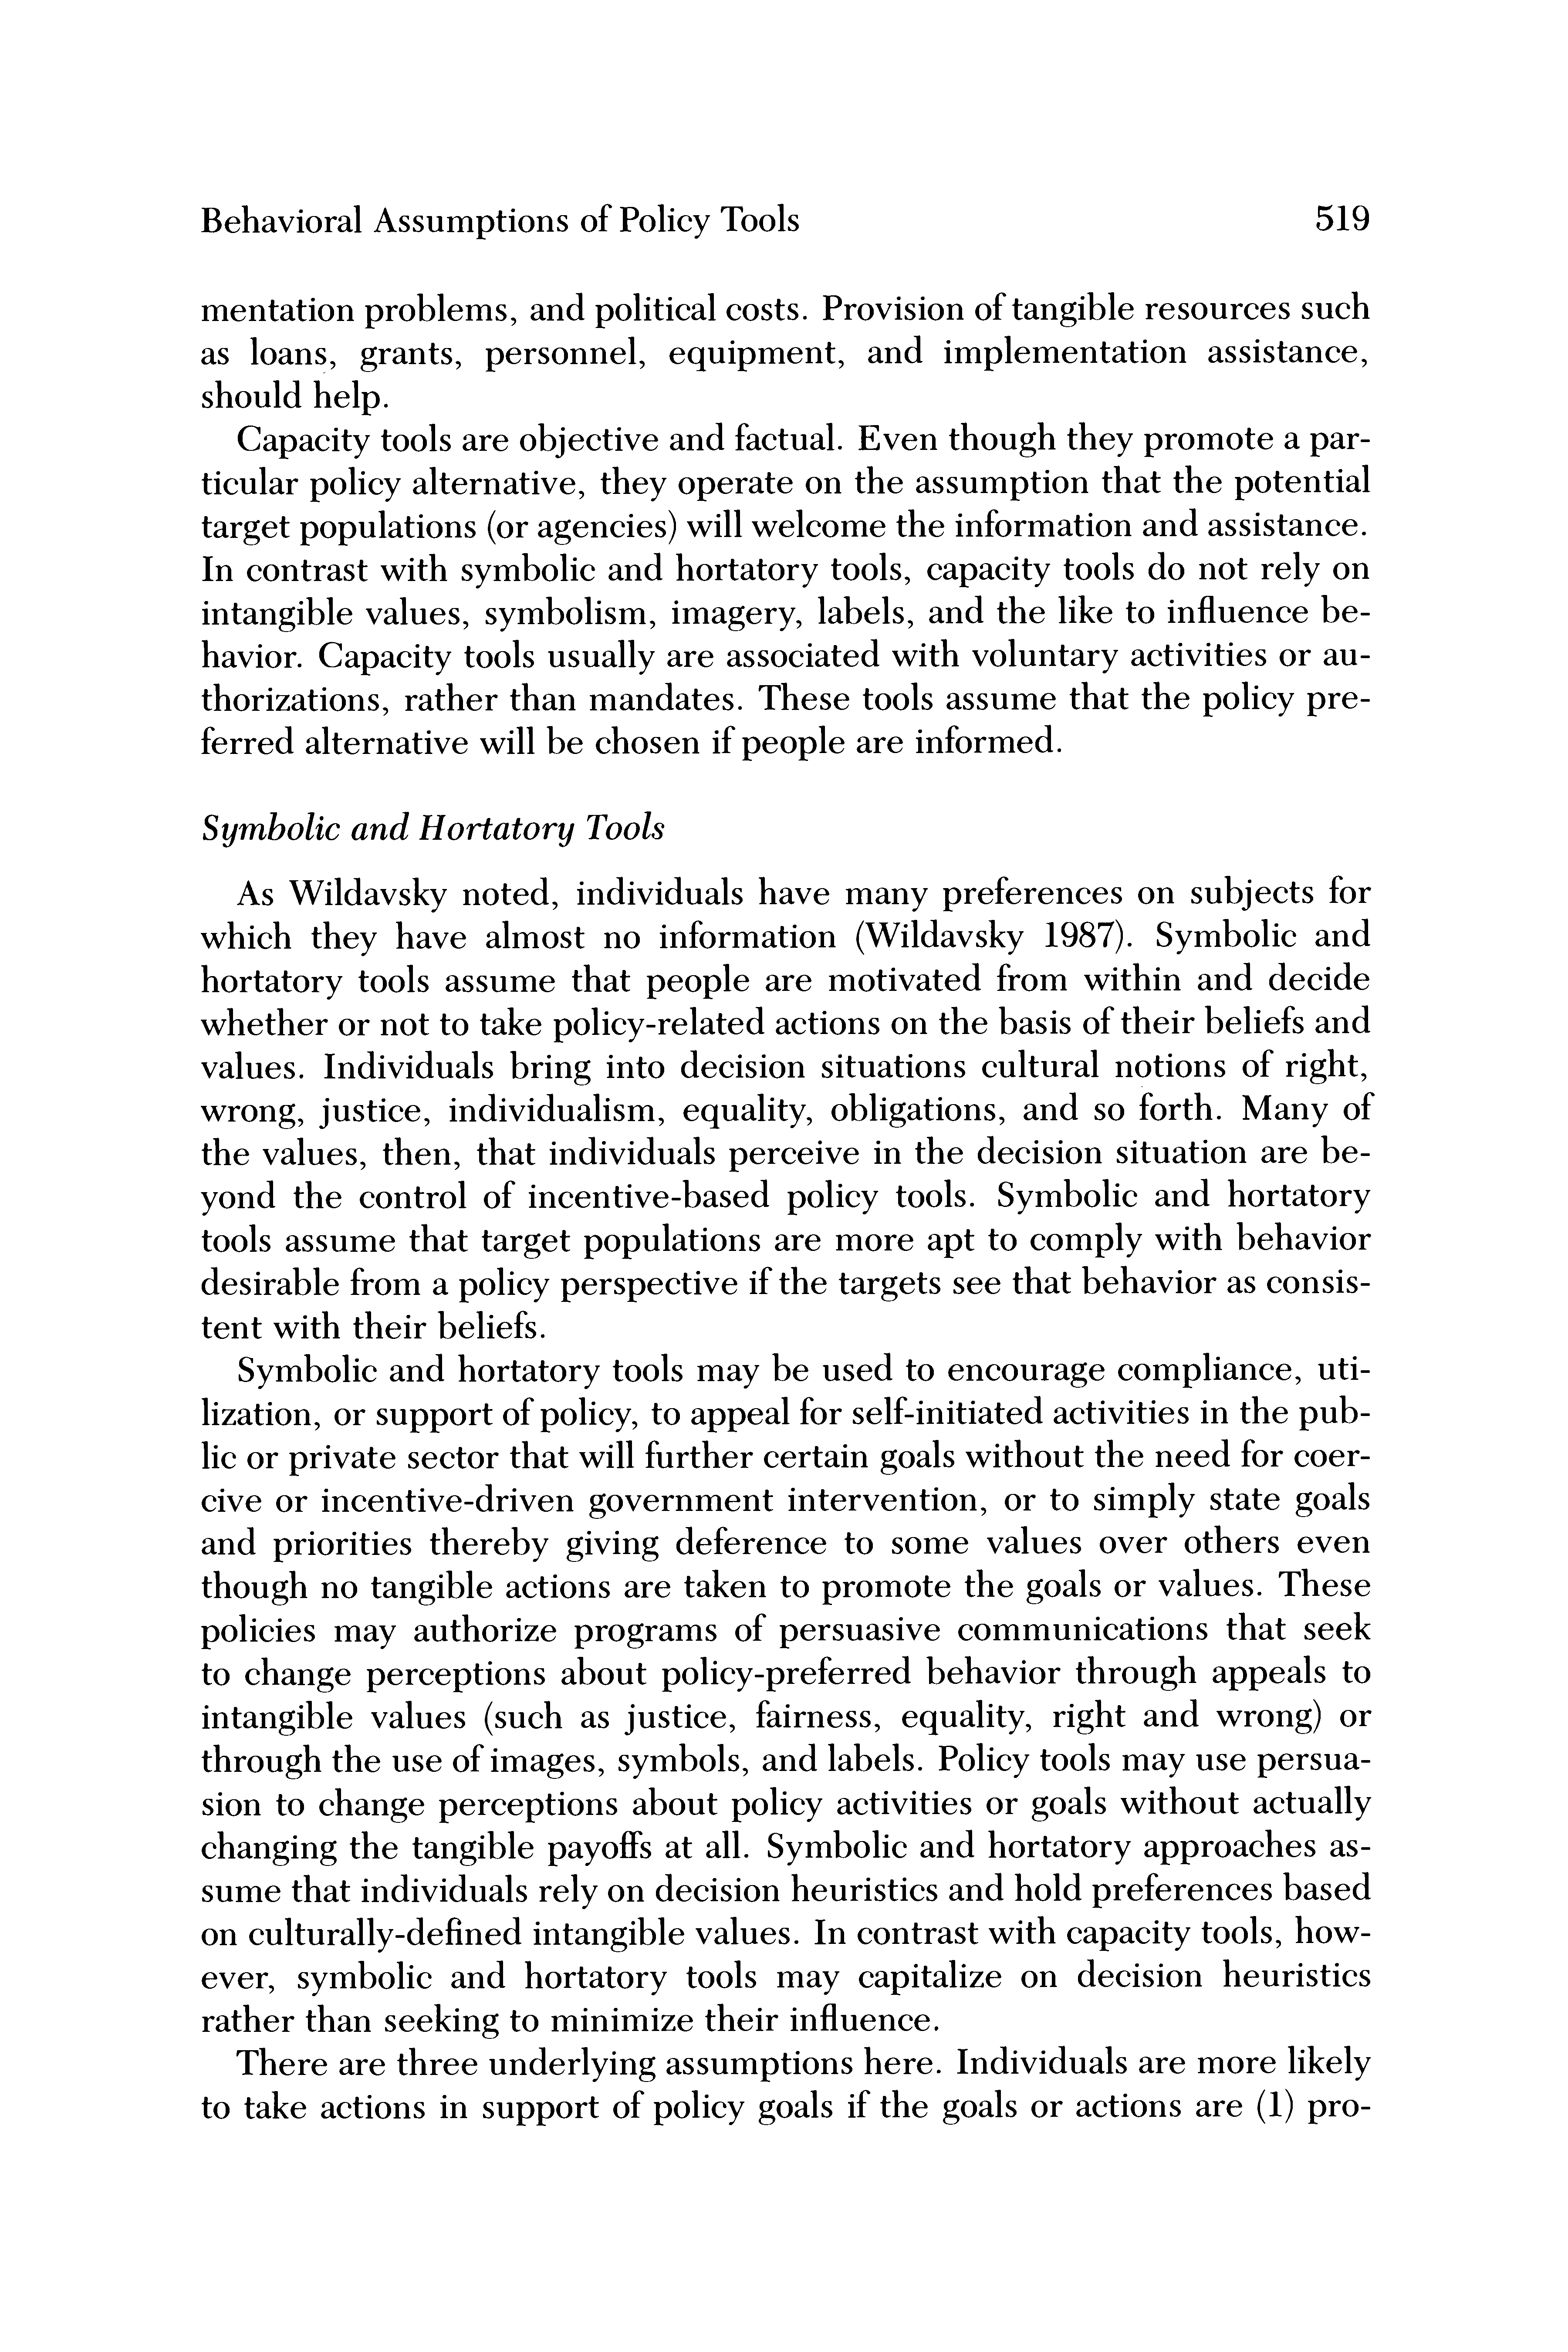 Behavioral Assumptions of Policy Tools 519
mentation problems, and political costs. Provision of tangible resources such
as loans, grants, personnel, equipment, and implementation assistance,
should help.
Capacity tools are objective and factual. Even though they promote a par-
ticular policy alternative, they operate on the assumption that the potential
target populations (or agencies) will welcome the information and assistance.
In contrast with symbolic and hortatory tools, capacity tools do not rely on
intangible values, symbolism, imagery, labels, and the like to influence be-
havior. Capacity tools usually are associated with voluntary activities or au-
thorizations, rather than mandates. These tools assume that the policy pre-
ferred alternative will be chosen if people are informed.
Symbolic and Hortatory Tools
As Wildavsky noted, individuals have many preferences on subjects for
which they have almost no information (Wildavsky 1987). Symbolic and
hortatory tools assume that people are motivated from within and decide
whether or not to take policy-related actions on the basis of their beliefs and
values. Individuals bring into decision situations cultural notions of right,
wrong, justice, individualism, equality, obligations, and so forth. Many of
the values, then, that individuals perceive in the decision situation are be-
yond the control of incentive-based policy tools. Symbolic and hortatory
tools assume that target populations are more apt to comply with behavior
desirable from a policy perspective if the targets see that behavior as consis-
tent with their beliefs.
Symbolic and hortatory tools may be used to encourage compliance, uti-
lization, or support of policy, to appeal for self-initiated activities in the pub-
lic or private sector that will further certain goals without the need for coer-
cive or incentive-driven government intervention, or to simply state goals
and priorities thereby giving deference to some values over others even
though no tangible actions are taken to promote the goals or values. These
policies may authorize programs of persuasive communications that seek
to change perceptions about policy-preferred behavior through appeals to
intangible values (such as justice, fairness, equality, right and wrong) or
through the use of images, symbols, and labels. Policy tools may use persua-
sion to change perceptions about policy activities or goals without actually
changing the tangible payoffs at all. Symbolic and hortatory approaches as-
sume that individuals rely on decision heuristics and hold preferences based
on culturally-defined intangible values. In contrast with capacity tools, how-
ever, symbolic and hortatory tools may capitalize on decision heuristics
rather than seeking to minimize their influence.
There are three underlying assumptions here. Individuals are more likely
to take actions in support of policy goals if the goals or actions are (1) pro-